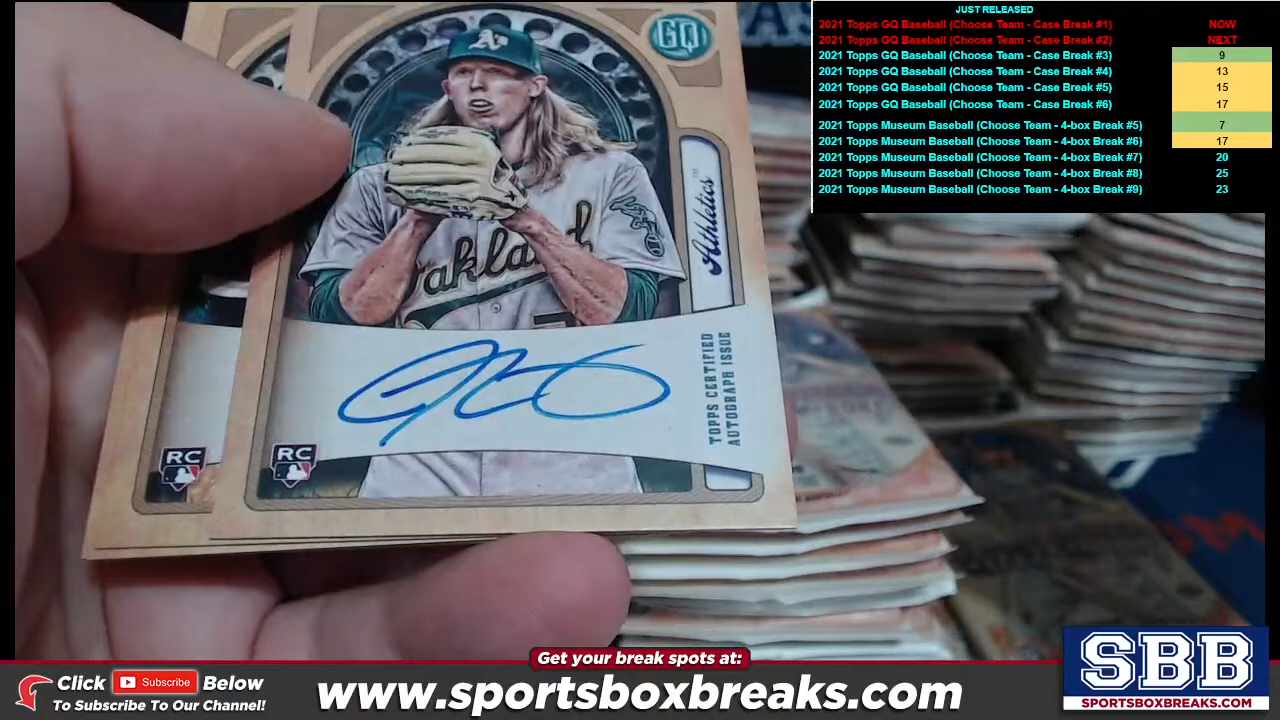 JUST RELEASED
2021 Topps GQ Baseball (Choose Team - Case Break #1) NOW
2021 Topps GQ Baseball (Choose Team - Case Break #2) NEXT
2021 Topps GQ Baseball (Choose Team - Case Break #3) 9
2021 Topps GQ Baseball (Choose Team - Case Break #4) 13
2021 Topps GQ Baseball (Choose Team - Case Break #5) 15
2021 Topps GQ Baseball (Choose Team - Case Break #6) 17
2021 Topps Museum Baseball (Choose Team - 4-box Break #5) 7
2021 Topps Museum Baseball (Choose Team - 4-box Break #6) 17
2021 Topps Museum Baseball (Choose Team - 4-box Break #7) 20
2021 Topps Museum Baseball (Choose Team - 4-box Break #8) 25
2021 Topps Museum Baseball (Choose Team - 4-box Break #9) 23
GQ
A's
Athletics
Oakland
TOPPS CERTIFIED
AUTOGRAPH ISSUE
RC
RC
Get your break spots at:
Click Subscribe Below
To Subscribe To Our Channel!
www.sportsboxbreaks.com
SBB
SPORTSBOXBREAKS.COM